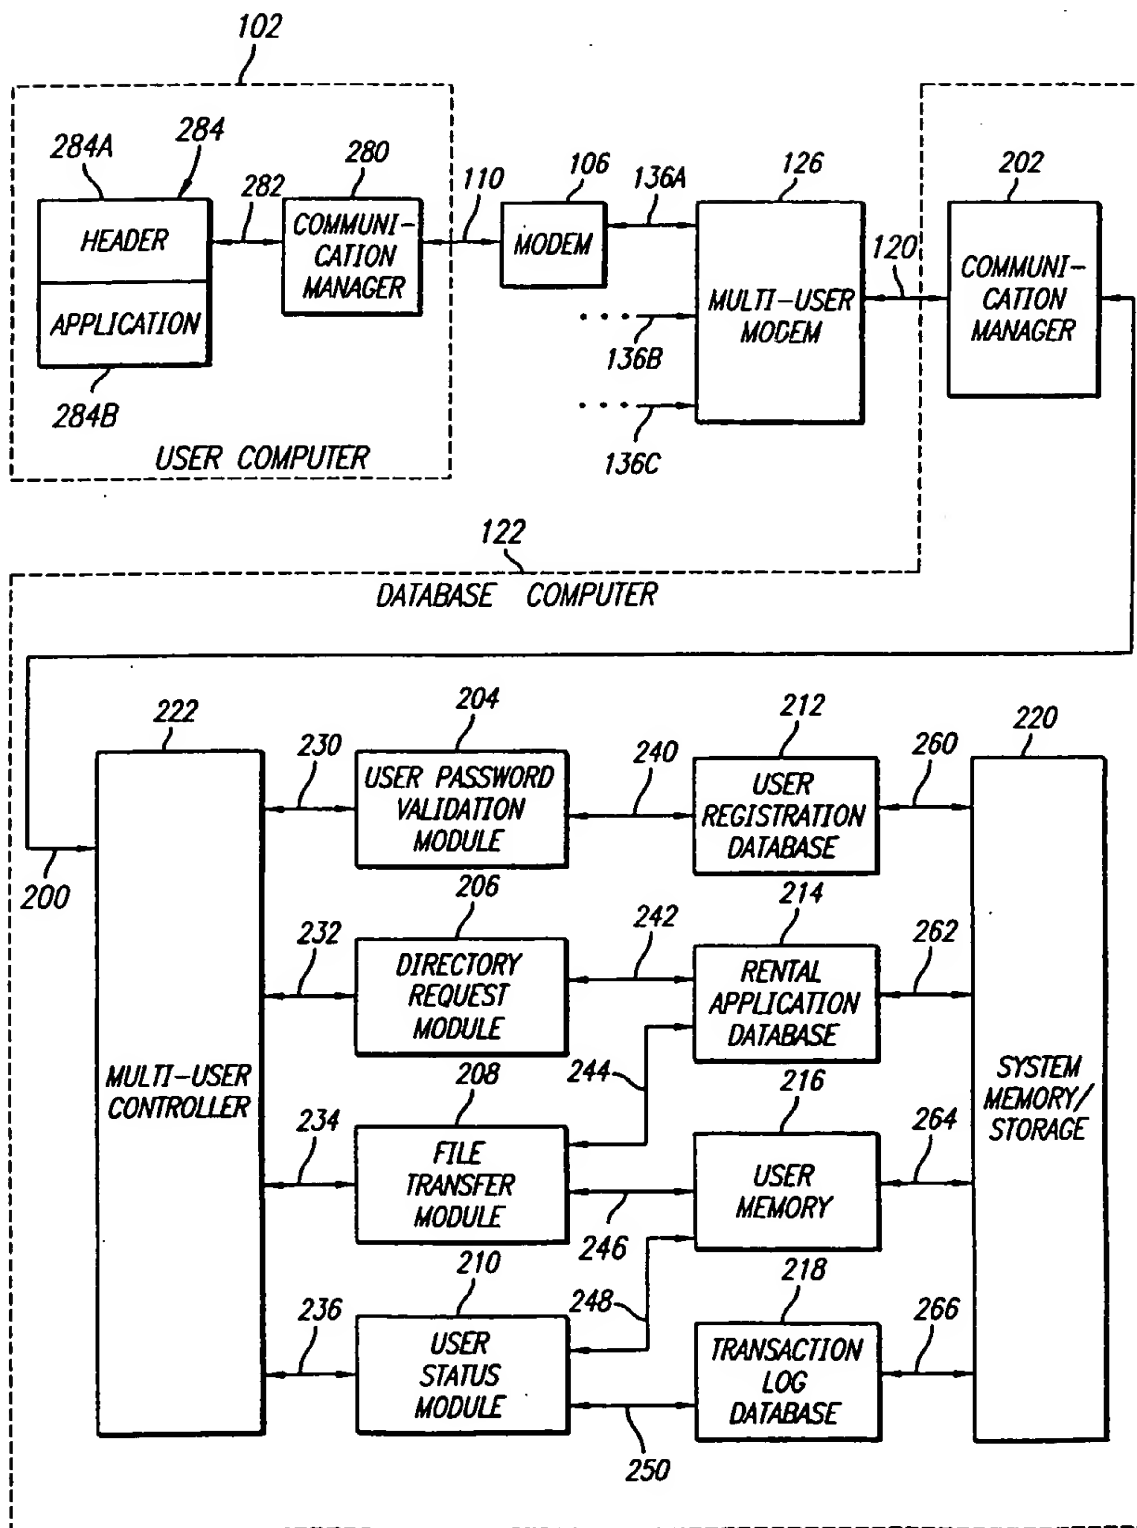 102
284A
284
280
106
136A
126
202
282
110
120
HEADER
APPLICATION
COMMUNI-
CATION
MANAGER
MODEM
MULTI-USER
MODEM
COMMUNI-
CATION
MANAGER
136B
136C
284B
USER COMPUTER
122
DATABASE COMPUTER
222
204
212
220
230
240
260
USER PASSWORD
VALIDATION
MODULE
USER
REGISTRATION
DATABASE
200
206
214
232
242
262
DIRECTORY
REQUEST
MODULE
RENTAL
APPLICATION
DATABASE
MULTI-USER
CONTROLLER
SYSTEM
MEMORY/
STORAGE
244
208
216
234
264
FILE
TRANSFER
MODULE
USER
MEMORY
246
210
218
248
236
266
USER
STATUS
MODULE
TRANSACTION
LOG
DATABASE
250